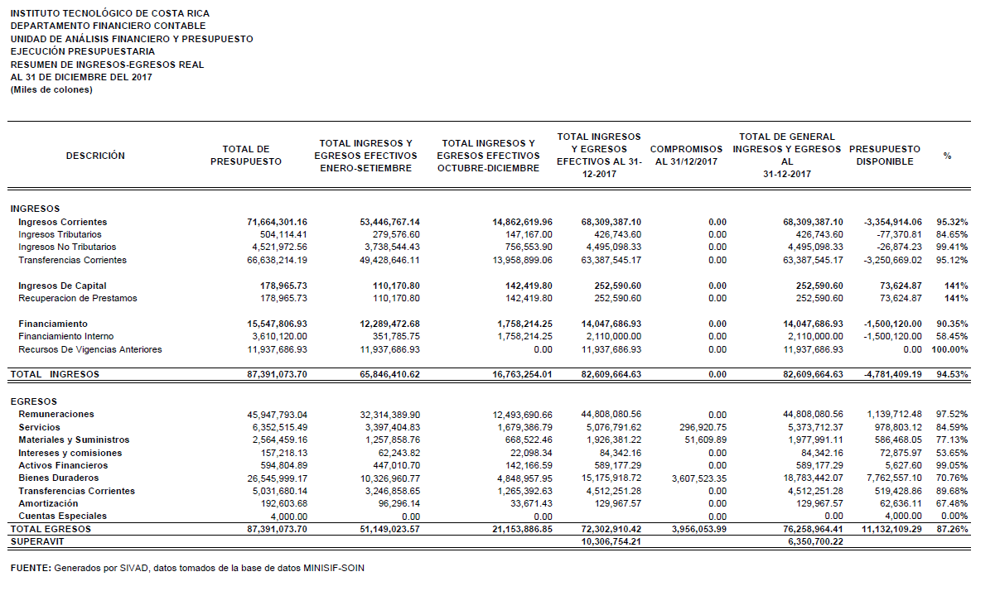 INSTITUTO TECNOLÓGICO DE COSTA RICA
DEPARTAMENTO FINANCIERO CONTABLE
UNIDAD DE ANÁLISIS FINANCIERO Y PRESUPUESTO
EJECUCIÓN PRESUPUESTARIA
RESUMEN DE INGRESOS-EGRESOS REAL
AL 31 DE DICIEMBRE DEL 2017
(Miles de colones)
DESCRICIÓN
TOTAL DE
PRESUPUESTO
TOTAL INGRESOS Y
EGRESOS EFECTIVOS
ENERO-SETIEMBRE
TOTAL INGRESOS Y
EGRESOS EFECTIVOS
OCTUBRE-DICIEMBRE
TOTAL INGRESOS
Y EGRESOS
EFECTIVOS AL 31-
12-2017
COMPROMISOS
AL 31/12/2017
TOTAL DE GENERAL
INGRESOS Y EGRESOS
AL
31-12-2017
PRESUPUESTO
DISPONIBLE
%
INGRESOS
Ingresos Corrientes 71,664,301.16 53,446,767.14 14,862,619.96 68,309,387.10 0.00 68,309,387.10 -3,354,914.06 95.32%
Ingresos Tributarios 504,114.41 279,576.60 147,167.00 426,743.60 0.00 426,743.60 -77,370.81 84.65%
Ingresos No Tributarios 4,521,972.56 3,738,544.43 756,553.90 4,495,098.33 0.00 4,495,098.33 -26,874.23 99.41%
Transferencias Corrientes 66,638,214.19 49,428,646.11 13,958,899.06 63,387,545.17 0.00 63,387,545.17 -3,250,669.02 95.12%
Ingresos De Capital 178,965.73 110,170.80 142,419.80 252,590.60 0.00 252,590.60 73,624.87 141%
Recuperacion de Prestamos 178,965.73 110,170.80 142,419.80 252,590.60 0.00 252,590.60 73,624.87 141%
Financiamiento 15,547,806.93 12,289,472.68 1,758,214.25 14,047,686.93 0.00 14,047,686.93 -1,500,120.00 90.35%
Financiamiento Interno 3,610,120.00 351,785.75 1,758,214.25 2,110,000.00 0.00 2,110,000.00 -1,500,120.00 58.45%
Recursos De Vigencias Anteriores 11,937,686.93 11,937,686.93 0.00 11,937,686.93 0.00 11,937,686.93 0.00 100.00%
TOTAL INGRESOS 87,391,073.70 65,846,410.62 16,763,254.01 82,609,664.63 0.00 82,609,664.63 -4,781,409.19 94.53%
EGRESOS
Remuneraciones 45,947,793.04 32,314,389.90 12,493,690.66 44,808,080.56 0.00 44,808,080.56 1,139,712.48 97.52%
Servicios 6,352,515.49 3,397,404.83 1,679,386.79 5,076,791.62 296,920.75 5,373,712.37 978,803.12 84.59%
Materiales y Suministros 2,564,459.16 1,257,858.76 668,522.46 1,926,381.22 51,609.89 1,977,991.11 586,468.05 77.13%
Intereses y comisiones 157,218.13 62,243.82 22,098.34 84,342.16 0.00 84,342.16 72,875.97 53.65%
Activos Financieros 594,804.89 447,010.70 142,166.59 589,177.29 0.00 589,177.29 5,627.60 99.05%
Bienes Duraderos 26,545,999.17 10,326,960.77 4,848,957.95 15,175,918.72 3,607,523.35 18,783,442.07 7,762,557.10 70.76%
Transferencias Corrientes 5,031,680.14 3,246,858.65 1,265,392.63 4,512,251.28 0.00 4,512,251.28 519,428.86 89.68%
Amortización 192,603.68 96,296.14 33,671.43 129,967.57 0.00 129,967.57 62,636.11 67.48%
Cuentas Especiales 4,000.00 0.00 0.00 0.00 0.00 4,000.00 0.00%
TOTAL EGRESOS 87,391,073.70 51,149,023.57 21,153,886.85 72,302,910.42 3,956,053.99 76,258,964.41 11,132,109.29 87.26%
SUPERAVIT 10,306,754.21 6,350,700.22
FUENTE: Generados por SIVAD, datos tomados de la base de datos MINISIF-SOIN